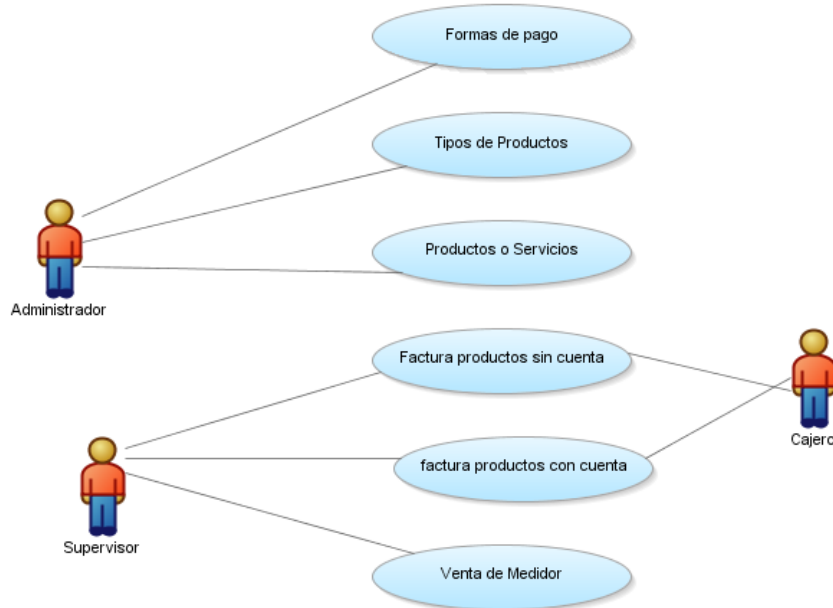 Formas de pago
Tipos de Productos
Productos o Servicios
Administrador
Factura productos sin cuenta
Cajero
factura productos con cuenta
Supervisor
Venta de Medidor